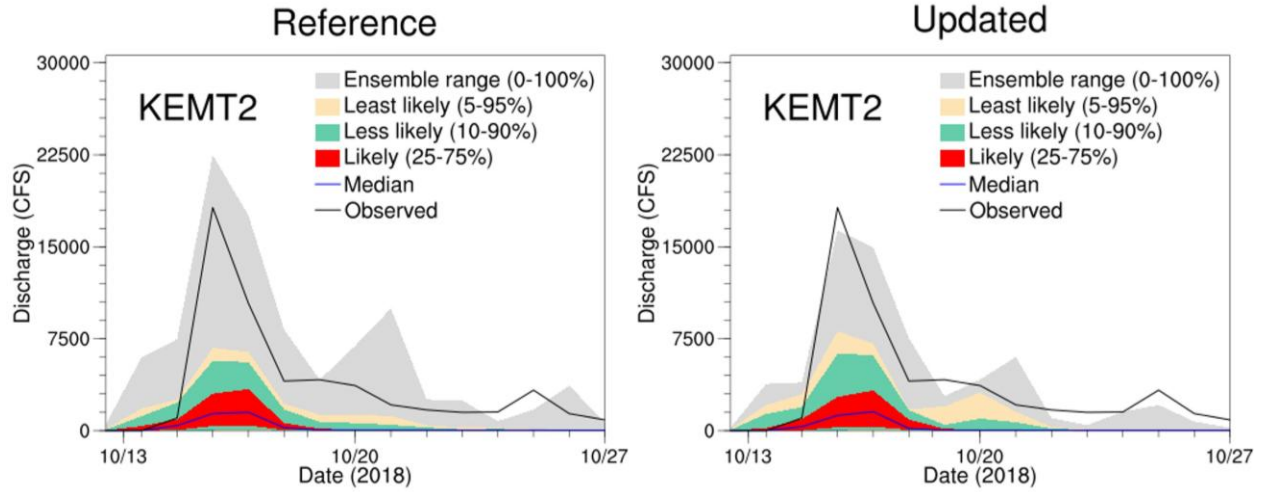 Reference
30000
22500
15000
7500
0
Discharge (CFS)
KEMT2
Ensemble range (0-100%)
Least likely (5-95%)
Less likely (10-90%)
Likely (25-75%)
Median
Observed
10/13
10/20
10/27
Date (2018)
Updated
30000
22500
15000
7500
0
Discharge (CFS)
KEMT2
Ensemble range (0-100%)
Least likely (5-95%)
Less likely (10-90%)
Likely (25-75%)
Median
Observed
10/13
10/20
10/27
Date (2018)